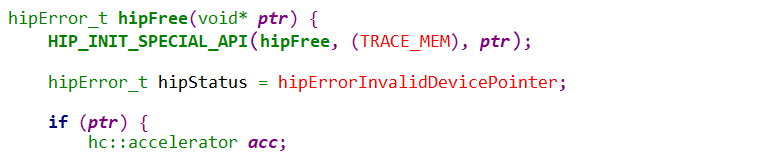 hipError_t hipFree(void* ptr) {
HIP_INIT_SPECIAL_API(hipFree, (TRACE_MEM), ptr);
hipError_t hipStatus = hipErrorInvalidDevicePointer;
if (ptr) {
hc::accelerator acc;